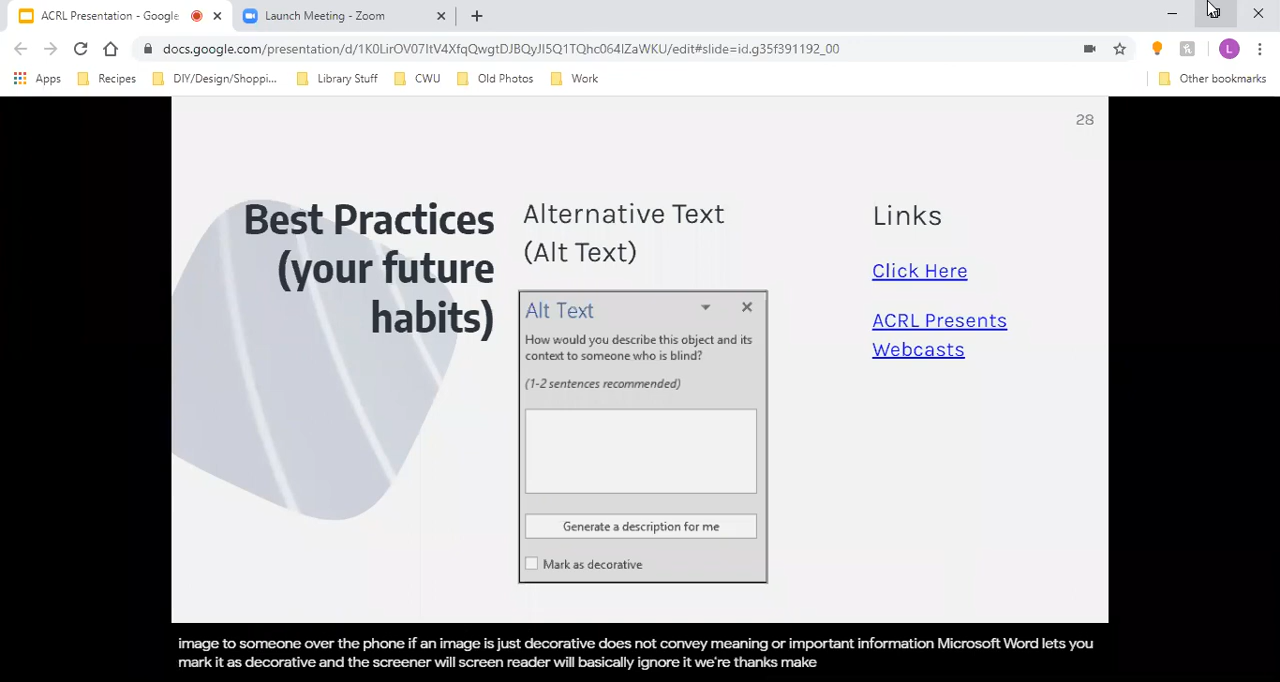 ACRL Presentation - Google
Launch Meeting - Zoom
docs.google.com/presentation/d/1K0LirOV07ItV4XfqQwgtDJBQyJI5Q1TQhc064lZaWKU/edit#slide=id.g35f391192_00
L
Apps
Recipes
DIY/Design/Shoppi...
Library Stuff
CWU
Old Photos
Work
Other bookmarks
28
Best Practices
(your future
habits)
Alternative Text
(Alt Text)
Alt Text
How would you describe this object and its
context to someone who is blind?
(1-2 sentences recommended)
Generate a description for me
Mark as decorative
Links
Click Here
ACRL Presents
Webcasts
image to someone over the phone if an image is just decorative does not convey meaning or important information Microsoft Word lets you
mark it as decorative and the screener will screen reader will basically ignore it we're thanks make